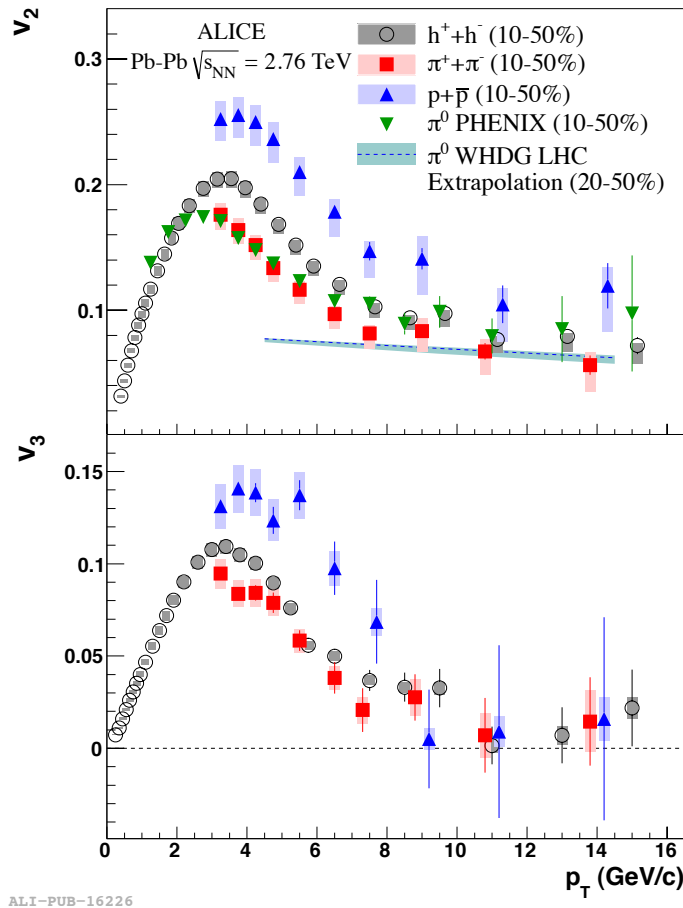 v2
ALICE
Pb-Pb √sNN = 2.76 TeV
h⁺+h⁻ (10-50%)
π⁺+π⁻ (10-50%)
p+p̅ (10-50%)
π⁰ PHENIX (10-50%)
π⁰ WHDG LHC
Extrapolation (20-50%)
0.3
0.2
0.1
v3
0.15
0.1
0.05
0
0 2 4 6 8 10 12 14 16
pT (GeV/c)
ALI-PUB-16226